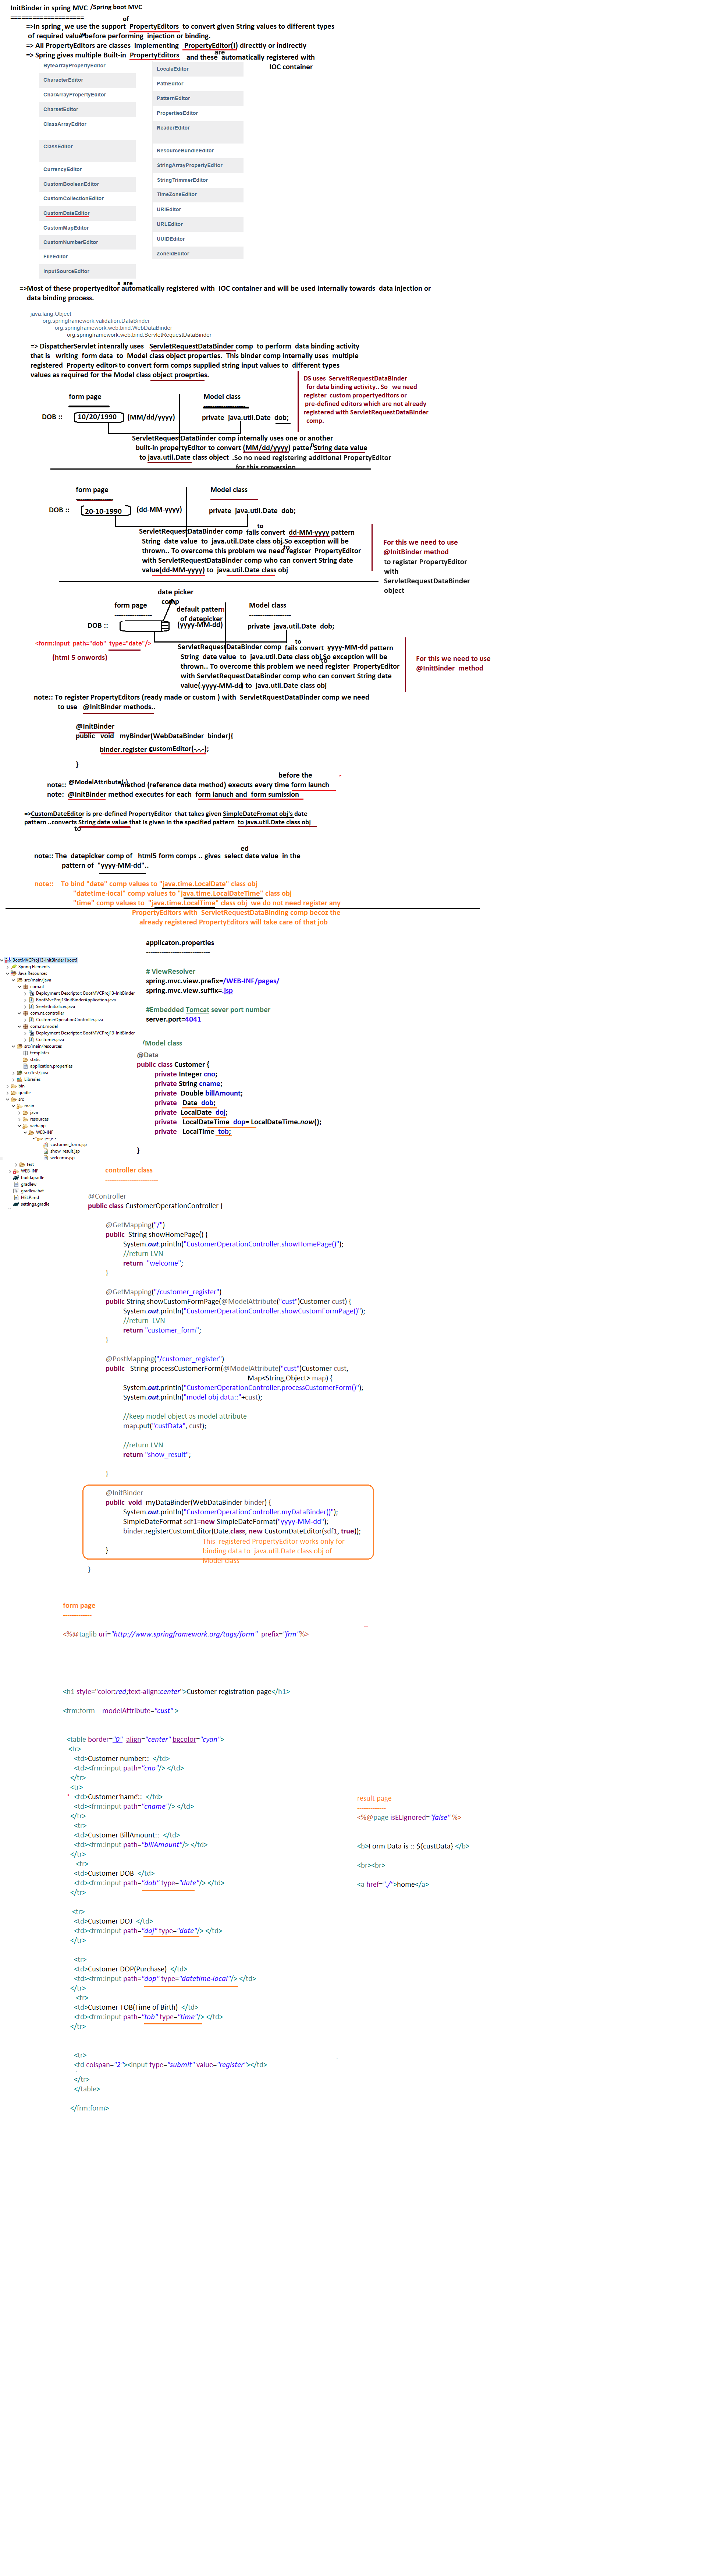 InitBinder in spring MVC /Spring boot MVC
====================
=>In spring ,we use the support of PropertyEditors to convert given String values to different types
of required value before performing injection or binding.
=> All PropertyEditors are classes implementing PropertyEditor(I) directtly or indirectly
=> Spring gives multiple Built-in PropertyEditors and these are automatically registered with
IOC container
ByteArrayPropertyEditor
CharacterEditor
CharArrayPropertyEditor
CharsetEditor
ClassArrayEditor
ClassEditor
CurrencyEditor
CustomBooleanEditor
CustomCollectionEditor
CustomDateEditor
CustomMapEditor
CustomNumberEditor
FileEditor
InputSourceEditor
LocaleEditor
PathEditor
PatternEditor
PropertiesEditor
ReaderEditor
ResourceBundleEditor
StringArrayPropertyEditor
StringTrimmerEditor
TimeZoneEditor
URIEditor
URLEditor
UUIDEditor
ZoneIdEditor
=>Most of these propertyeditors are automatically registered with IOC container and will be used internally towards data injection or
data binding process.
java.lang.Object
org.springframework.validation.DataBinder
org.springframework.web.bind.WebDataBinder
org.springframework.web.bind.ServletRequestDataBinder
=> DispatcherServlet internally uses ServletRequestDataBinder comp to perform data binding activity
that is writing form data to Model class object properties. This binder comp internally uses multiple
registered Property editors to convert form comps supplied string input values to different types
values as required for the Model class object proeprties.
DS uses ServeltRequestDataBinder
for data binding activity.. So we need
register custom propertyeditors or
pre-defined editors which are not already
registered with ServletRequestDataBinder
comp.
form page
Model class
DOB :: 10/20/1990 (MM/dd/yyyy)
private java.util.Date dob;
ServletRequestDataBinder comp internally uses one or another
built-in propertyEditor to convert (MM/dd/yyyy) pattern String date value
to java.util.Date class object .So no need registering additional PropertyEditor
for this conversion
form page
Model class
DOB :: 20-10-1990 (dd-MM-yyyy)
private java.util.Date dob;
ServletRequestDataBinder comp fails to convert dd-MM-yyyy pattern
String date value to java.util.Date class obj.So exception will be
thrown.. To overcome this problem we need to register PropertyEditor
with ServletRequestDataBinder comp who can convert String date
value(dd-MM-yyyy) to java.util.Date class obj
For this we need to use
@InitBinder method
to register PropertyEditor
with
ServletRequestDataBinder
object
date picker
comp
form page
default pattern
of datepicker
Model class
-----------------
DOB :: (yyyy-MM-dd)
private java.util.Date dob;
<form:input path="dob" type="date"/>
(html 5 onwords)
ServletRequestDataBinder comp fails to convert yyyy-MM-dd pattern
String date value to java.util.Date class obj.So exception will be
thrown.. To overcome this problem we need to register PropertyEditor
with ServletRequestDataBinder comp who can convert String date
value(-yyyy-MM-dd) to java.util.Date class obj
For this we need to use
@InitBinder method
note:: To register PropertyEditors (ready made or custom ) with ServletRqustDataBinder comp we need
to use @InitBinder methods..
@InitBinder
public void myBinder(WebDataBinder binder){
binder.register CustomEditor(-,-,-);
}
note:: @ModelAttribute(-) method (reference data method) executs every time before the form launch
note: @InitBinder method executes for each form lanuch and form sumission
=>CustomDateEditor is pre-defined PropertyEditor that takes given SimpleDateFromat obj's date
pattern ..converts String date value that is given in the specified pattern to java.util.Date class obj
to
note:: The datepicker comp of html5 form comps .. gives selected date value in the
pattern of "yyyy-MM-dd"..
note:: To bind "date" comp values to "java.time.LocalDate" class obj
"datetime-local" comp values to "java.time.LocalDateTime" class obj
"time" comp values to "java.time.LocalTime" class obj we do not need register any
PropertyEditors with ServletRequestDataBinding comp becoz the
already registered PropertyEditors will take care of that job
applicaton.properties
----------------------------
# ViewResolver
spring.mvc.view.prefix=/WEB-INF/pages/
spring.mvc.view.suffix=.jsp
#Embedded Tomcat sever port number
server.port=4041
BootMVCProj13-InitBinder [boot]
Spring Elements
Java Resources
src/main/java
com.nt
Deployment Descriptor: BootMVCProj13-InitBinder
BootMvcProj13InitBinderApplication.java
ServletInitializer.java
com.nt.controller
CustomerOperationController.java
com.nt.model
Deployment Descriptor: BootMVCProj13-InitBinder
Customer.java
src/main/resources
templates
static
application.properties
src/test/java
Libraries
bin
gradle
src
main
java
resources
webapp
WEB-INF
pages
customer_form.jsp
show_result.jsp
welcome.jsp
test
WEB-INF
build.gradle
gradlew
gradlew.bat
HELP.md
settings.gradle
/Model class
@Data
public class Customer {
private Integer cno;
private String cname;
private Double billAmount;
private Date dob;
private LocalDate doj;
private LocalDateTime dop= LocalDateTime.now();
private LocalTime tob;
}
controller class
@Controller
public class CustomerOperationController {
@GetMapping("/")
public String showHomePage() {
System.out.println("CustomerOperationController.showHomePage()");
//return LVN
return "welcome";
}
@GetMapping("/customer_register")
public String showCustomFormPage(@ModelAttribute("cust")Customer cust) {
System.out.println("CustomerOperationController.showCustomFormPage()");
//return LVN
return "customer_form";
}
@PostMapping("/customer_register")
public String processCustomerForm(@ModelAttribute("cust")Customer cust,
Map<String,Object> map) {
System.out.println("CustomerOperationController.processCustomerForm()");
System.out.println("model obj data::"+cust);
//keep model object as model attribute
map.put("custData", cust);
//return LVN
return "show_result";
}
@InitBinder
public void myDataBinder(WebDataBinder binder) {
System.out.println("CustomerOperationController.myDataBinder()");
SimpleDateFormat sdf1=new SimpleDateFormat("yyyy-MM-dd");
binder.registerCustomEditor(Date.class, new CustomDateEditor(sdf1, true));
This registered PropertyEditor works only for
binding data to java.util.Date class obj of
Model class
}
}
form page
<%@taglib uri="http://www.springframework.org/tags/form" prefix="frm"%>
<h1 style="color:red;text-align:center">Customer registration page</h1>
<frm:form modelAttribute="cust" >
<table border="0" align="center" bgcolor="cyan">
<tr>
<td>Customer number:: </td>
<td><frm:input path="cno"/> </td>
</tr>
<tr>
<td>Customer name:: </td>
<td><frm:input path="cname"/> </td>
</tr>
<tr>
<td>Customer BillAmount:: </td>
<td><frm:input path="billAmount"/> </td>
</tr>
<tr>
<td>Customer DOB </td>
<td><frm:input path="dob" type="date"/> </td>
</tr>
<tr>
<td>Customer DOJ </td>
<td><frm:input path="doj" type="date"/> </td>
</tr>
<tr>
<td>Customer DOP(Purchase) </td>
<td><frm:input path="dop" type="datetime-local"/> </td>
</tr>
<tr>
<td>Customer TOB(Time of Birth) </td>
<td><frm:input path="tob" type="time"/> </td>
</tr>
<tr>
<td colspan="2"><input type="submit" value="register"></td>
</tr>
</table>
</frm:form>
result page
<%@page isELIgnored="false" %>
<b>Form Data is :: ${custData} </b>
<br><br>
<a href="./">home</a>